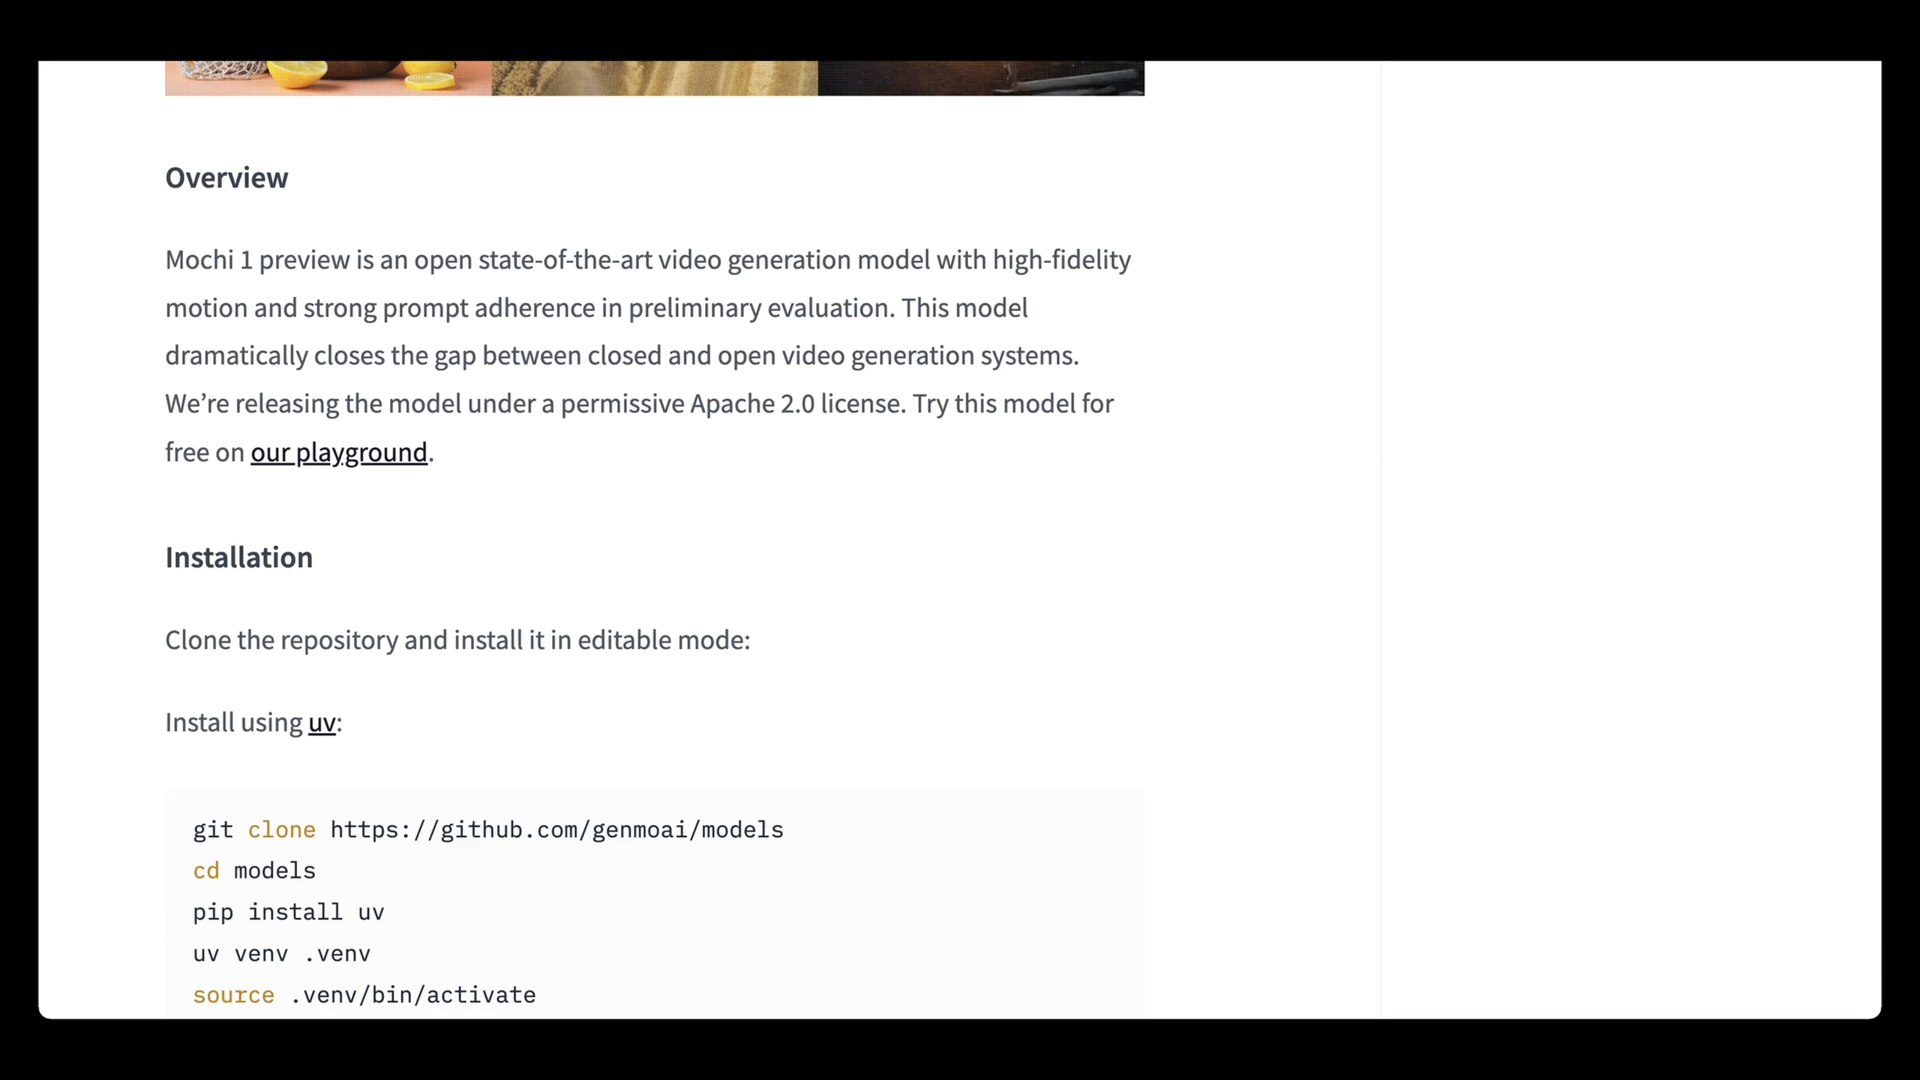 Overview
Mochi 1 preview is an open state-of-the-art video generation model with high-fidelity
motion and strong prompt adherence in preliminary evaluation. This model
dramatically closes the gap between closed and open video generation systems.
We’re releasing the model under a permissive Apache 2.0 license. Try this model for
free on our playground.
Installation
Clone the repository and install it in editable mode:
Install using uv:
git clone https://github.com/genmoai/models
cd models
pip install uv
uv venv .venv
source .venv/bin/activate